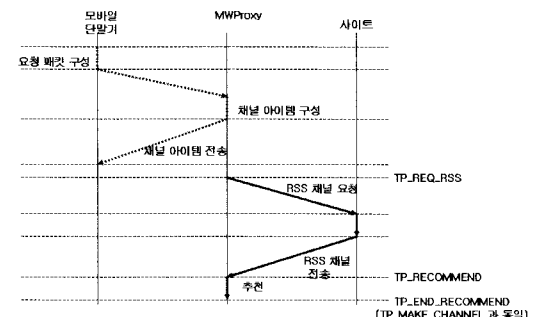 모바일
단말기
MWProxy
사이트
요청 패킷 구성
채널 아이템 구성
채널 아이템 전송
TP_REQ_RSS
RSS 채널 요청
RSS 채널
전송
TP_RECOMMEND
추천
TP_END_RECOMMEND
(TP_MAKE_CHANNEL 과 동일)